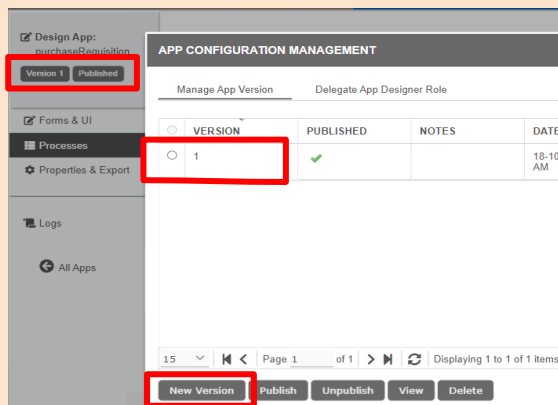 Design App:
purchaseRequisition
Version 1 Published
Forms & UI
Processes
Properties & Export
Logs
All Apps
APP CONFIGURATION MANAGEMENT
Manage App Version Delegate App Designer Role
VERSION PUBLISHED NOTES DATE
1 18-10
AM
15 Page 1 of 1 Displaying 1 to 1 of 1 items
New Version Publish Unpublish View Delete